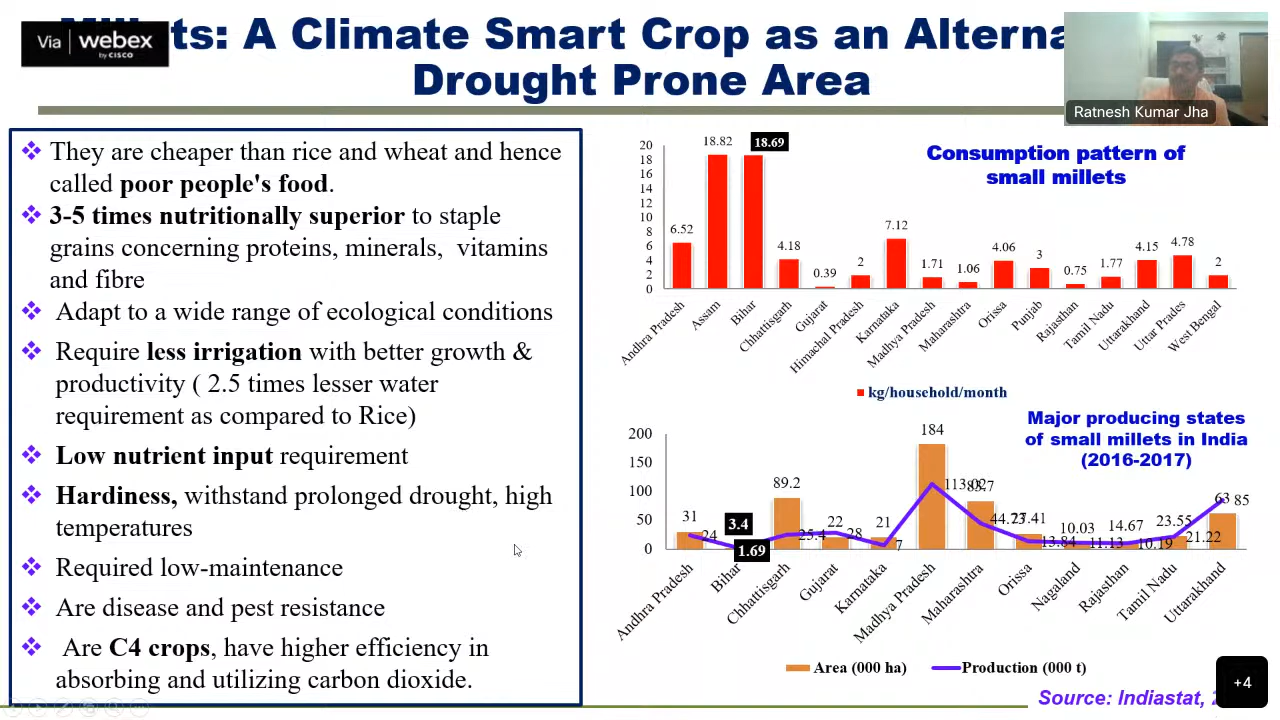 Via webex
by CISCO
A Climate Smart Crop as an
Drought Prone Area
Ratnesh Kumar Jha
They are cheaper than rice and wheat and hence
called poor people's food.
3-5 times nutritionally superior to staple
grains concerning proteins, minerals, vitamins
and fibre
Adapt to a wide range of ecological conditions
Require less irrigation with better growth &
productivity ( 2.5 times lesser water
requirement as compared to Rice)
Low nutrient input requirement
Hardiness, withstand prolonged drought, high
temperatures
Required low-maintenance
Are disease and pest resistance
Are C4 crops, have higher efficiency in
absorbing and utilizing carbon dioxide.
Consumption pattern of
small millets
20
18
16
14
12
10
8
6
4
2
0
6.52
18.82
18.69
4.18
0.39
2
7.12
1.71
1.06
4.06
3
0.75
1.77
4.15
4.78
2
Andhra Pradesh
Assam
Bihar
Chhattisgarh
Gujarat
Himachal Pradesh
Karnataka
Madhya Pradesh
Maharashtra
Orissa
Punjab
Rajasthan
Tamil Nadu
Uttarakhand
Uttar Prades
West Bengal
kg/household/month
Major producing states
of small millets in India
(2016-2017)
200
150
100
50
0
31
24
3.4
1.69
89.2
25.4
22
28
21
7
184
113.02
44.73
27.41
13.84
10.03
11.13
14.67
10.19
23.55
21.22
63
85
Andhra Pradesh
Bihar
Chhattisgarh
Gujarat
Karnataka
Madhya Pradesh
Maharashtra
Orissa
Nagaland
Rajasthan
Tamil Nadu
Uttarakhand
Area (000 ha)
Production (000 t)
Source: Indiastat,
+4